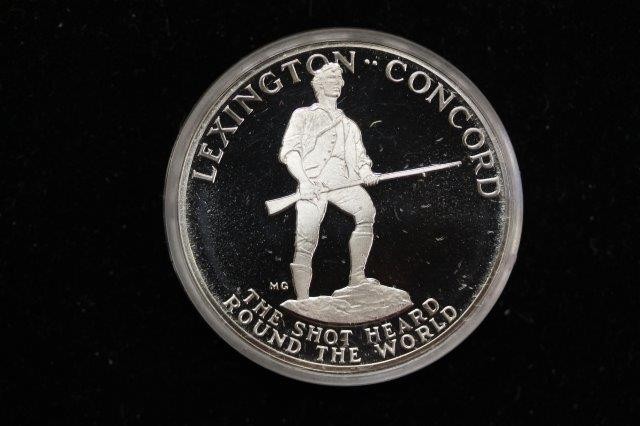 LEXINGTON ·· CONCORD
MG
THE SHOT HEARD
ROUND THE WORLD